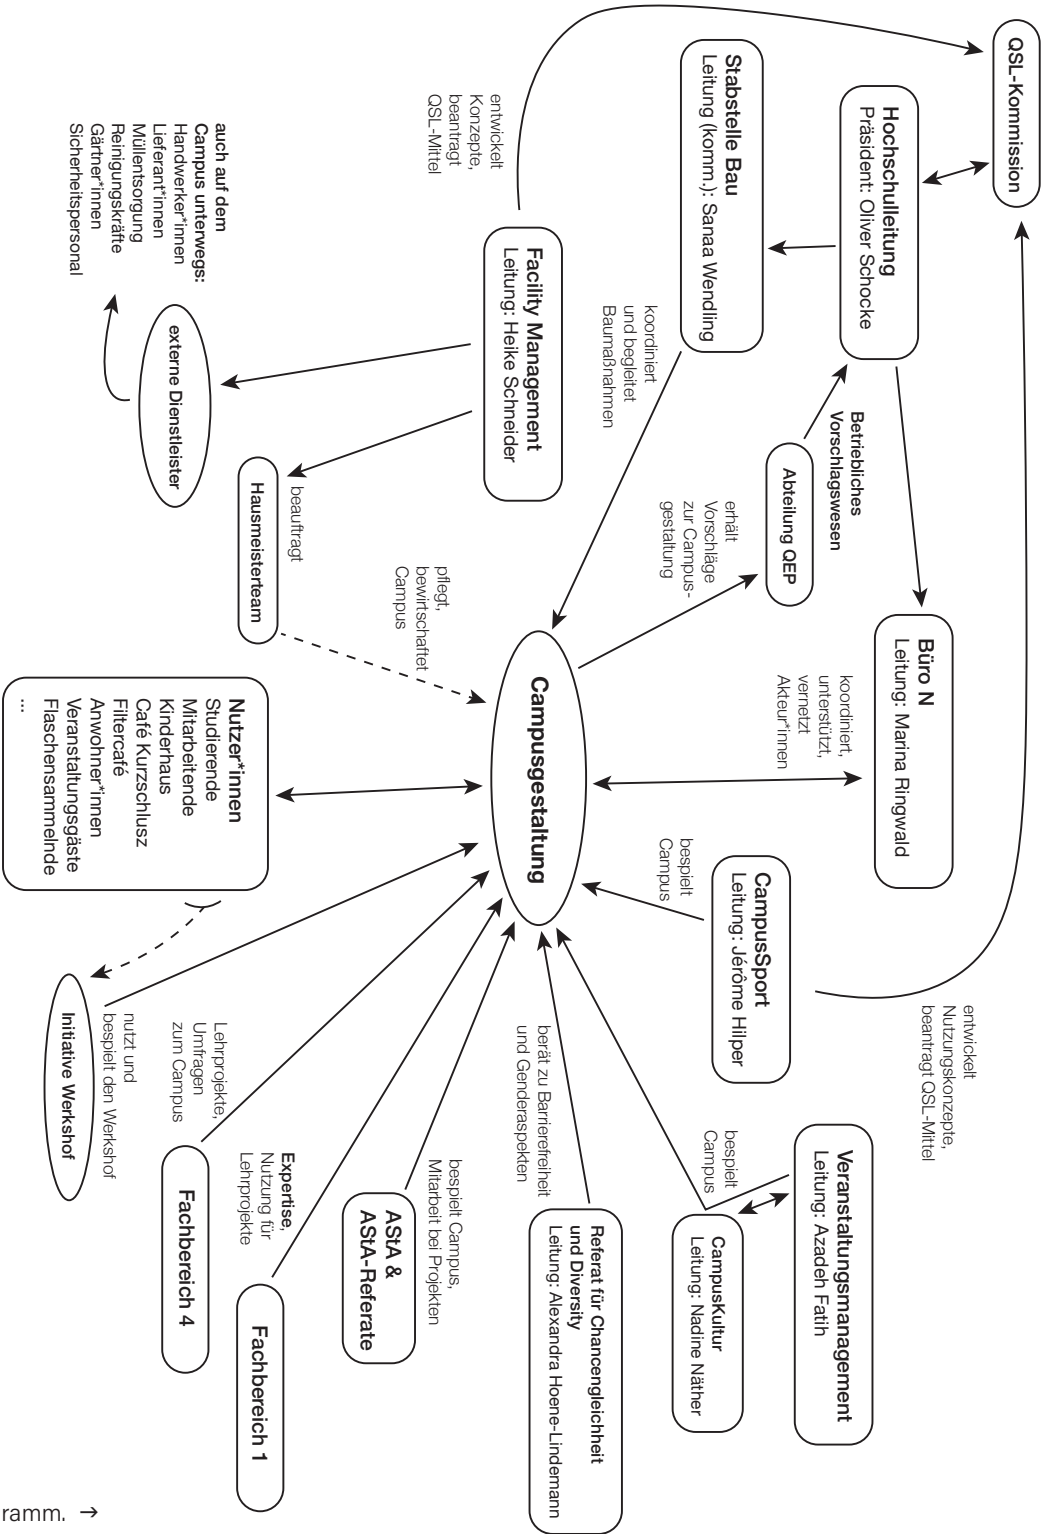 QSL-Kommission
Hochschulleitung
Präsident: Oliver Schocke
Stabstelle Bau
Leitung (komm.): Sanaa Wendling
entwickelt
Konzepte,
beantragt
QSL-Mittel
Facility Management
Leitung: Heike Schneider
auch auf dem
Campus unterwegs:
Handwerker*innen
Lieferant*innen
Müllentsorgung
Reinigungskräfte
Gärtner*innen
Sicherheitspersonal
externe Dienstleister
beauftragt
Hausmeisterteam
koordiniert
und begleitet
Baumaßnahmen
Betriebliches
Vorschlagswesen
Abteilung QEP
erhält
Vorschläge
zur Campus-
gestaltung
pflegt,
bewirtschaftet
Campus
Büro N
Leitung: Marina Ringwald
koordiniert,
unterstützt,
vernetzt
Akteur*innen
Campusgestaltung
Nutzer*innen
Studierende
Mitarbeitende
Kinderhaus
Café Kurzschlusz
Filtercafé
Anwohner*innen
Veranstaltungsgäste
Flaschensammelnde
...
CampusSport
Leitung: Jérôme Hilper
bespielt
Campus
entwickelt
Nutzungskonzepte,
beantragt QSL-Mittel
Veranstaltungsmanagement
Leitung: Azadeh Fatih
bespielt
Campus
CampusKultur
Leitung: Nadine Näther
berät zu Barrierefreiheit
und Genderaspekten
Referat für Chancengleichheit
und Diversity
Leitung: Alexandra Hoene-Lindemann
bespielt Campus,
Mitarbeit bei Projekten
AStA &
AStA-Referate
Expertise,
Nutzung für
Lehrprojekte
Fachbereich 1
Lehrprojekte,
Umfragen
zum Campus
Fachbereich 4
nutzt und
bespielt den Werkshof
Initiative Werkshof
ramm. →